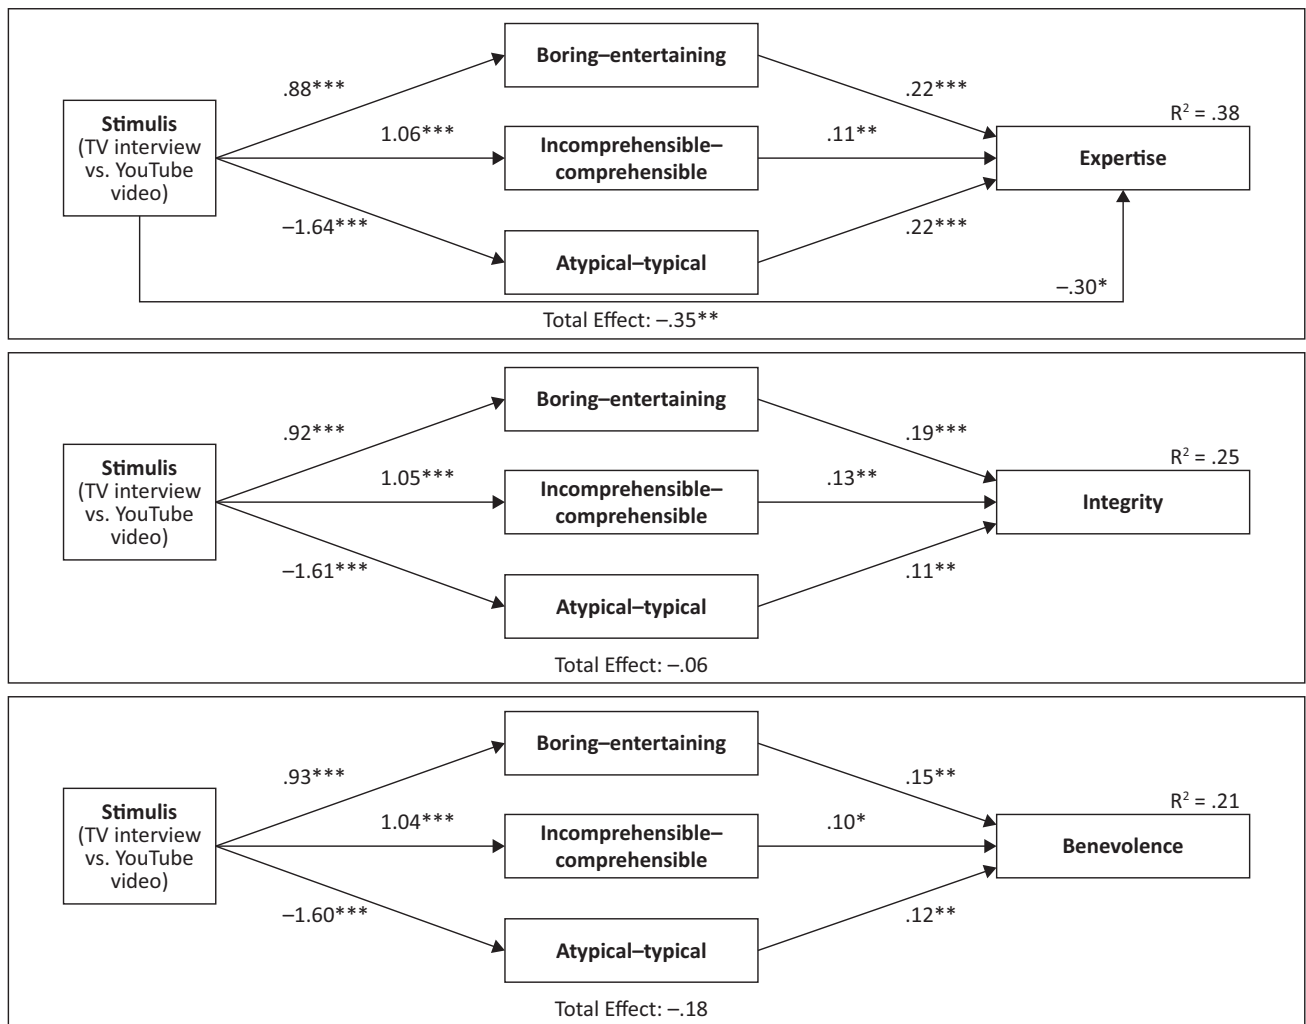 Boring–entertaining
.88***
.22***
R² = .38
Stimulis
(TV interview
vs. YouTube
video)
1.06***
Incomprehensible–
comprehensible
.11**
Expertise
–1.64***
.22***
Atypical–typical
–.30*
Total Effect: –.35**
Boring–entertaining
.92***
.19***
R² = .25
Stimulis
(TV interview
vs. YouTube
video)
1.05***
Incomprehensible–
comprehensible
.13**
Integrity
–1.61***
.11**
Atypical–typical
Total Effect: –.06
Boring–entertaining
.93***
.15**
R² = .21
Stimulis
(TV interview
vs. YouTube
video)
1.04***
Incomprehensible–
comprehensible
.10*
Benevolence
–1.60***
.12**
Atypical–typical
Total Effect: –.18